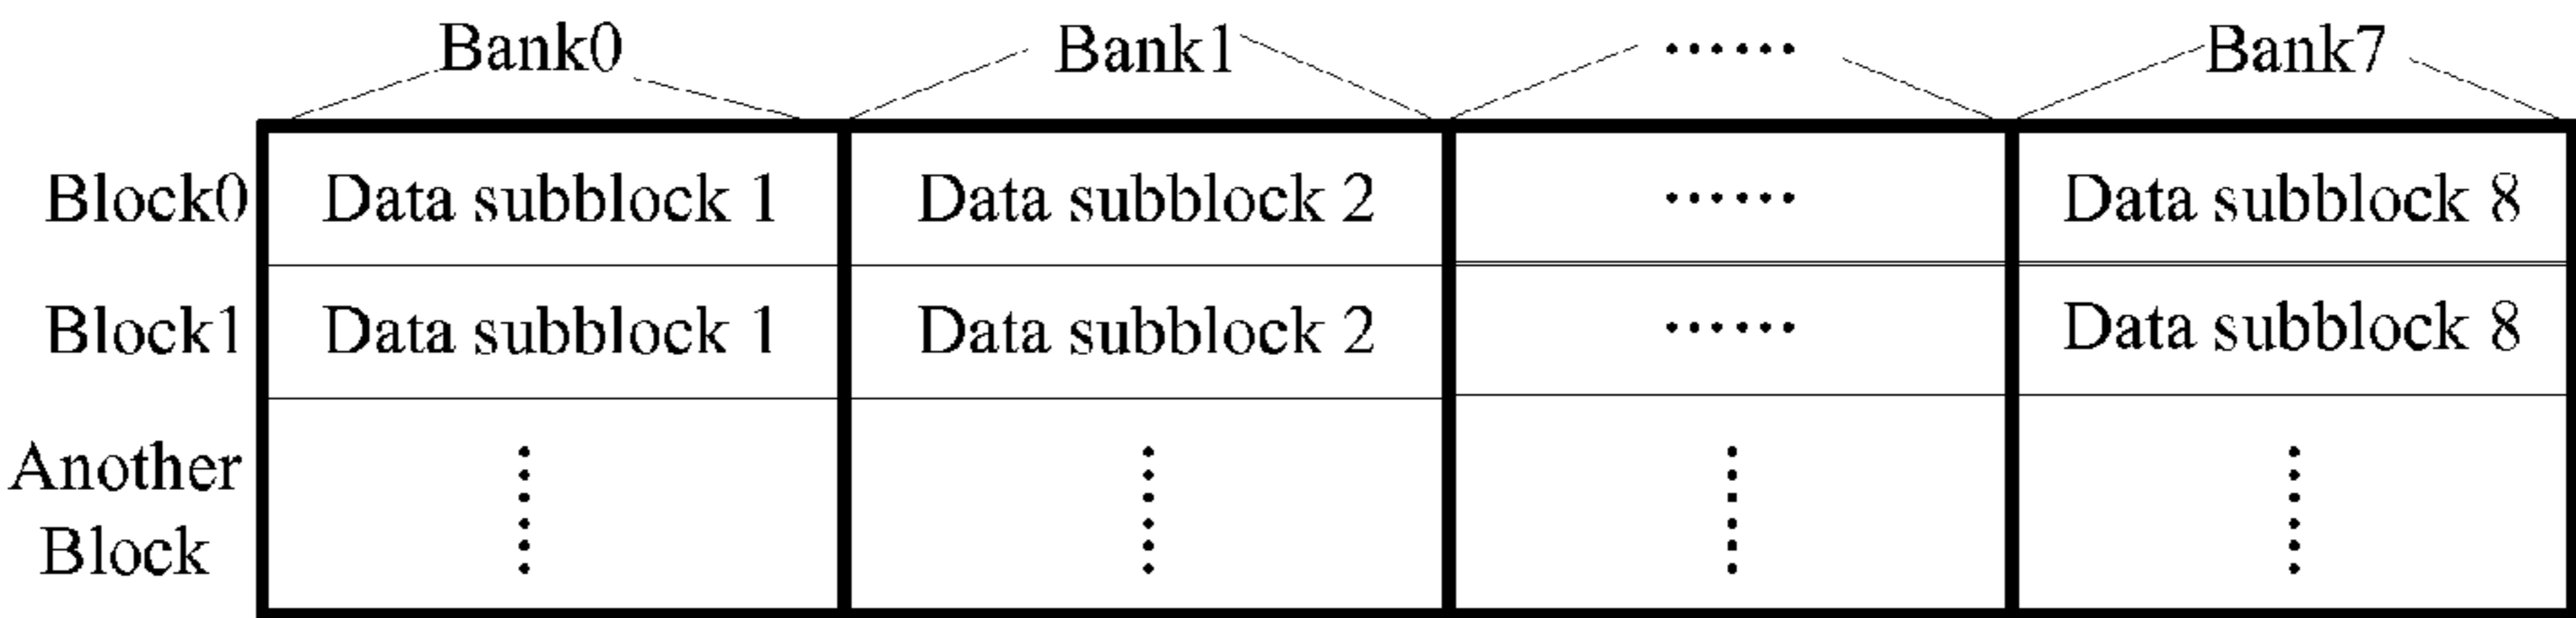 Bank0 Bank1 ...... Bank7
Block0 Data subblock 1 Data subblock 2 ...... Data subblock 8
Block1 Data subblock 1 Data subblock 2 ...... Data subblock 8
Another
Block